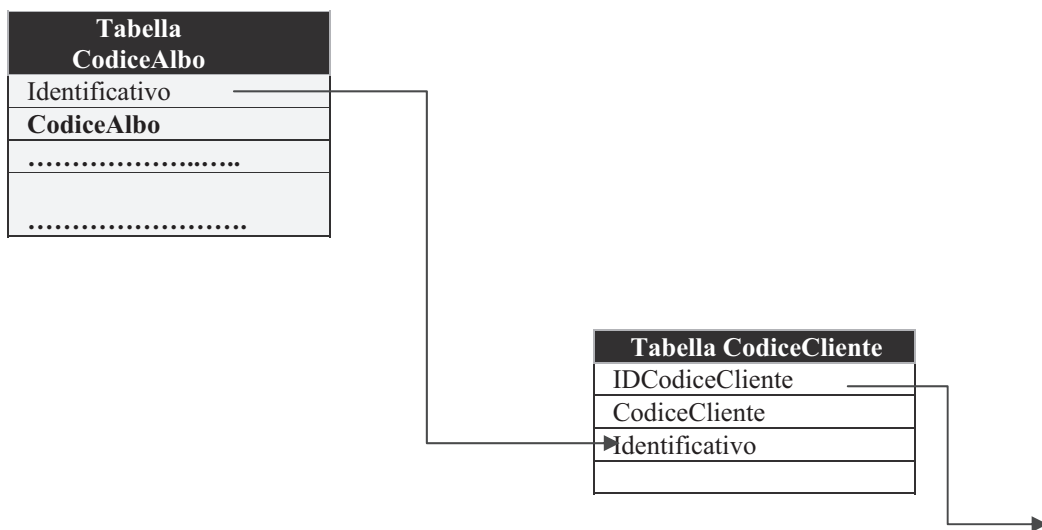 Tabella
CodiceAlbo
Identificativo
CodiceAlbo
………………..…..
…………………….
Tabella CodiceCliente
IDCodiceCliente
CodiceCliente
Identificativo